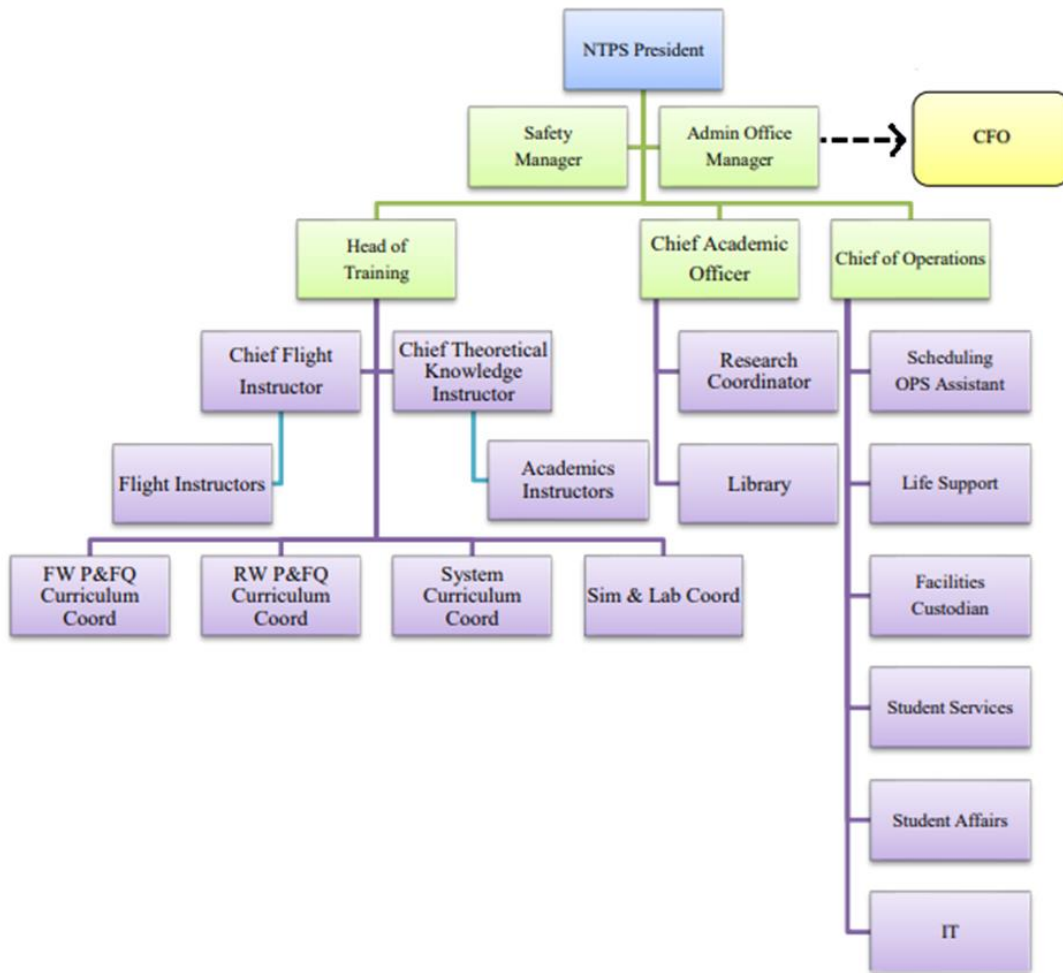 NTPS President
Safety
Manager
Admin Office
Manager
CFO
Head of
Training
Chief Academic
Officer
Chief of Operations
Chief Flight
Instructor
Chief Theoretical
Knowledge
Instructor
Research
Coordinator
Scheduling
OPS Assistant
Flight Instructors
Academics
Instructors
Library
Life Support
FW P&FQ
Curriculum
Coord
RW P&FQ
Curriculum
Coord
System
Curriculum
Coord
Sim & Lab Coord
Facilities
Custodian
Student Services
Student Affairs
IT